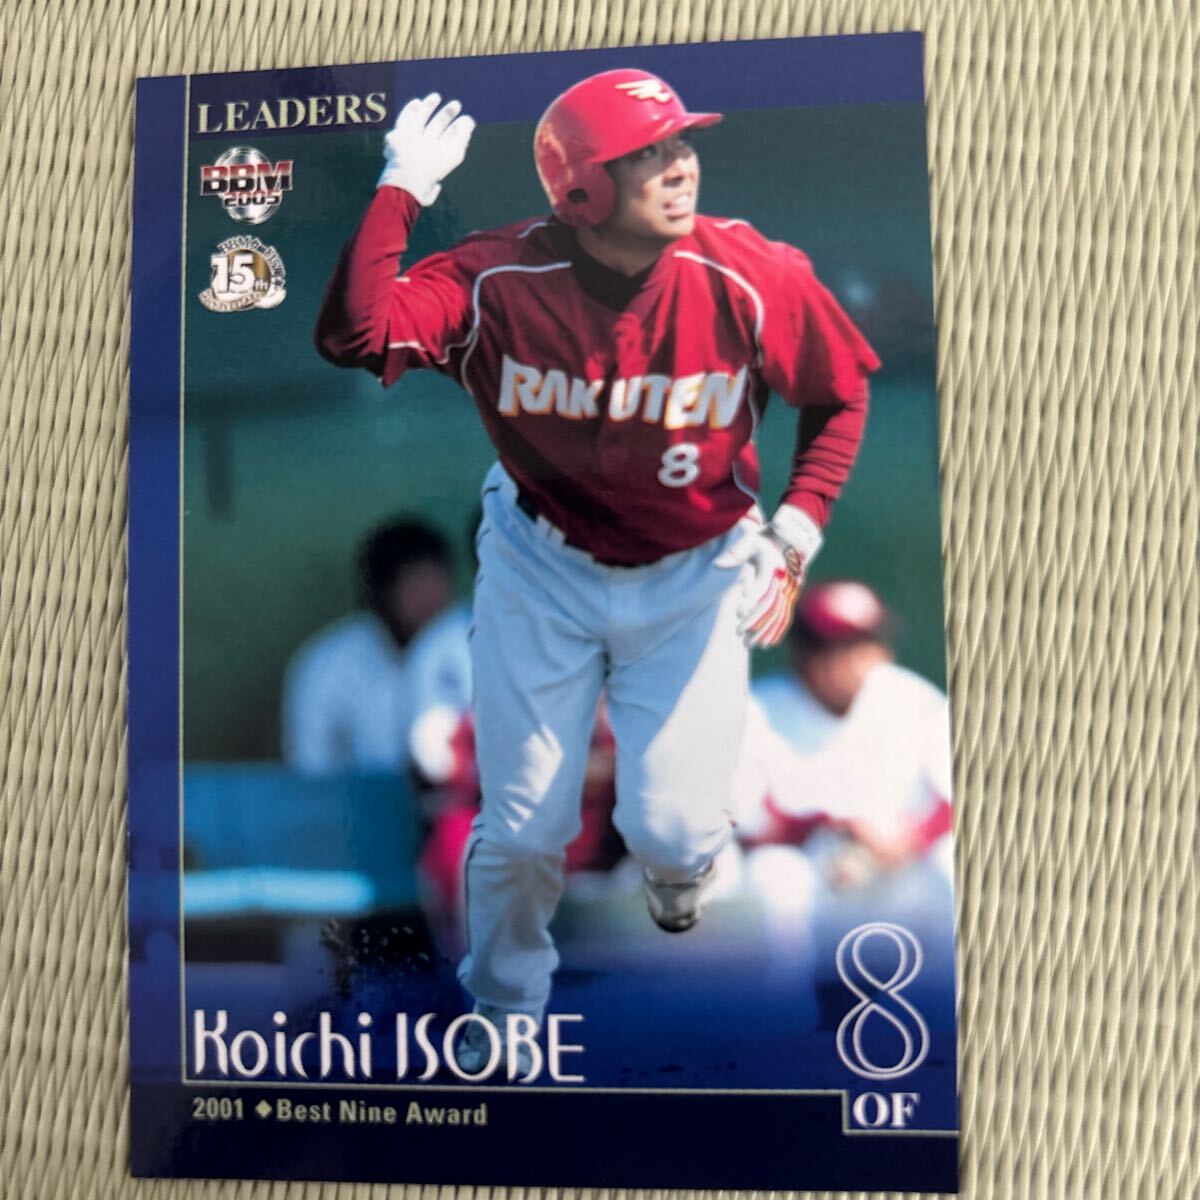 LEADERS
BBM
2005
15th
RAKUTEN
8
8
Koichi ISOBE
2001 ◆Best Nine Award
OF